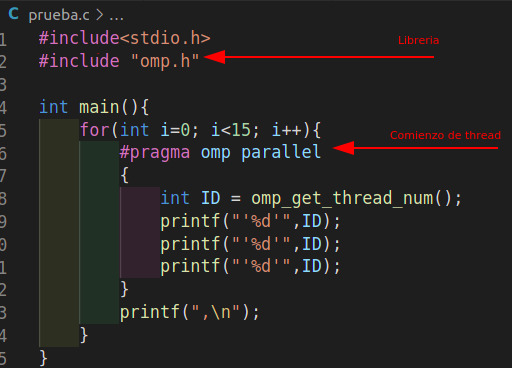 C prueba.c > ...
1 #include<stdio.h>
Libreria
2 #include "omp.h"
3
4 int main(){
5 for(int i=0; i<15; i++){
Comienzo de thread
6 #pragma omp parallel
7 {
8 int ID = omp_get_thread_num();
9 printf("'%d'",ID);
0 printf("'%d'",ID);
1 printf("'%d'",ID);
2 }
3 printf(",\n");
4 }
5 }